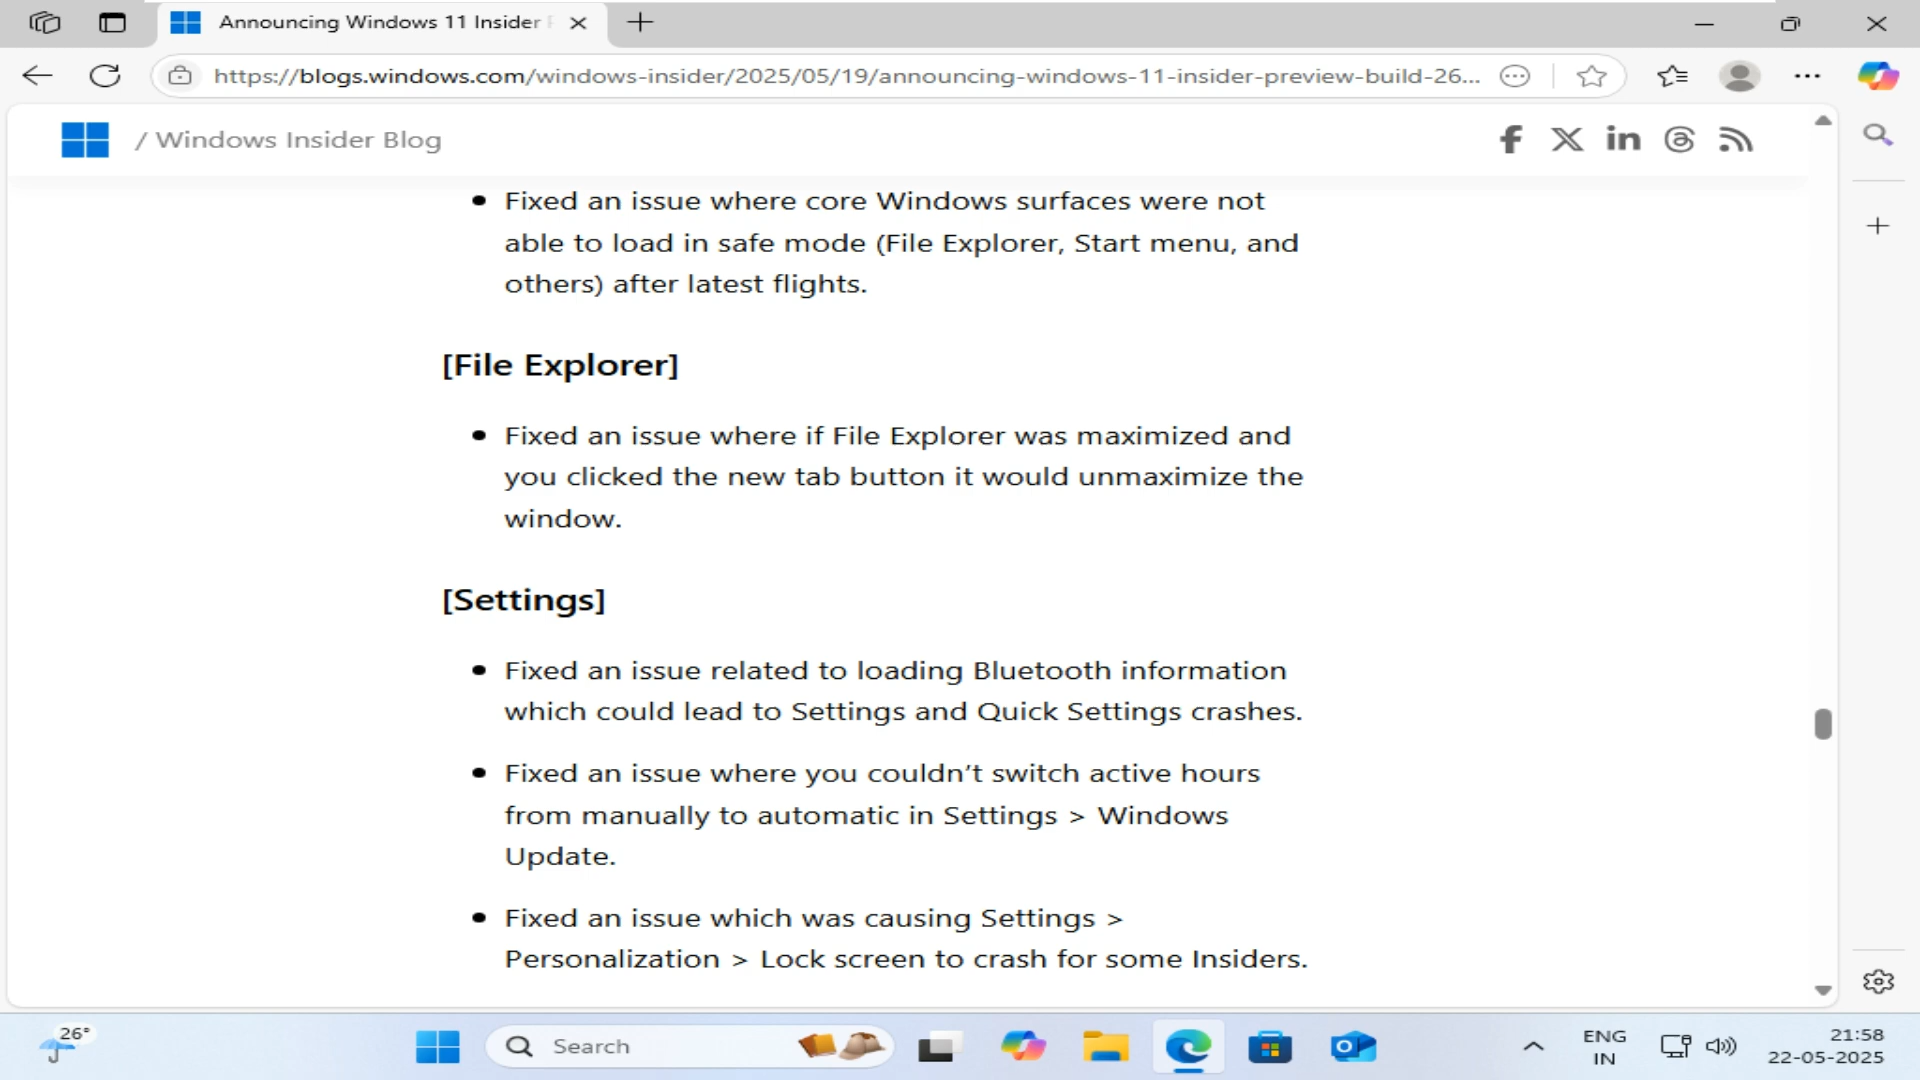 Announcing Windows 11 Insider
https://blogs.windows.com/windows-insider/2025/05/19/announcing-windows-11-insider-preview-build-26...
/ Windows Insider Blog
• Fixed an issue where core Windows surfaces were not
able to load in safe mode (File Explorer, Start menu, and
others) after latest flights.
[File Explorer]
• Fixed an issue where if File Explorer was maximized and
you clicked the new tab button it would unmaximize the
window.
[Settings]
• Fixed an issue related to loading Bluetooth information
which could lead to Settings and Quick Settings crashes.
• Fixed an issue where you couldn’t switch active hours
from manually to automatic in Settings > Windows
Update.
• Fixed an issue which was causing Settings >
Personalization > Lock screen to crash for some Insiders.
26°
Search
ENG
IN
21:58
22-05-2025